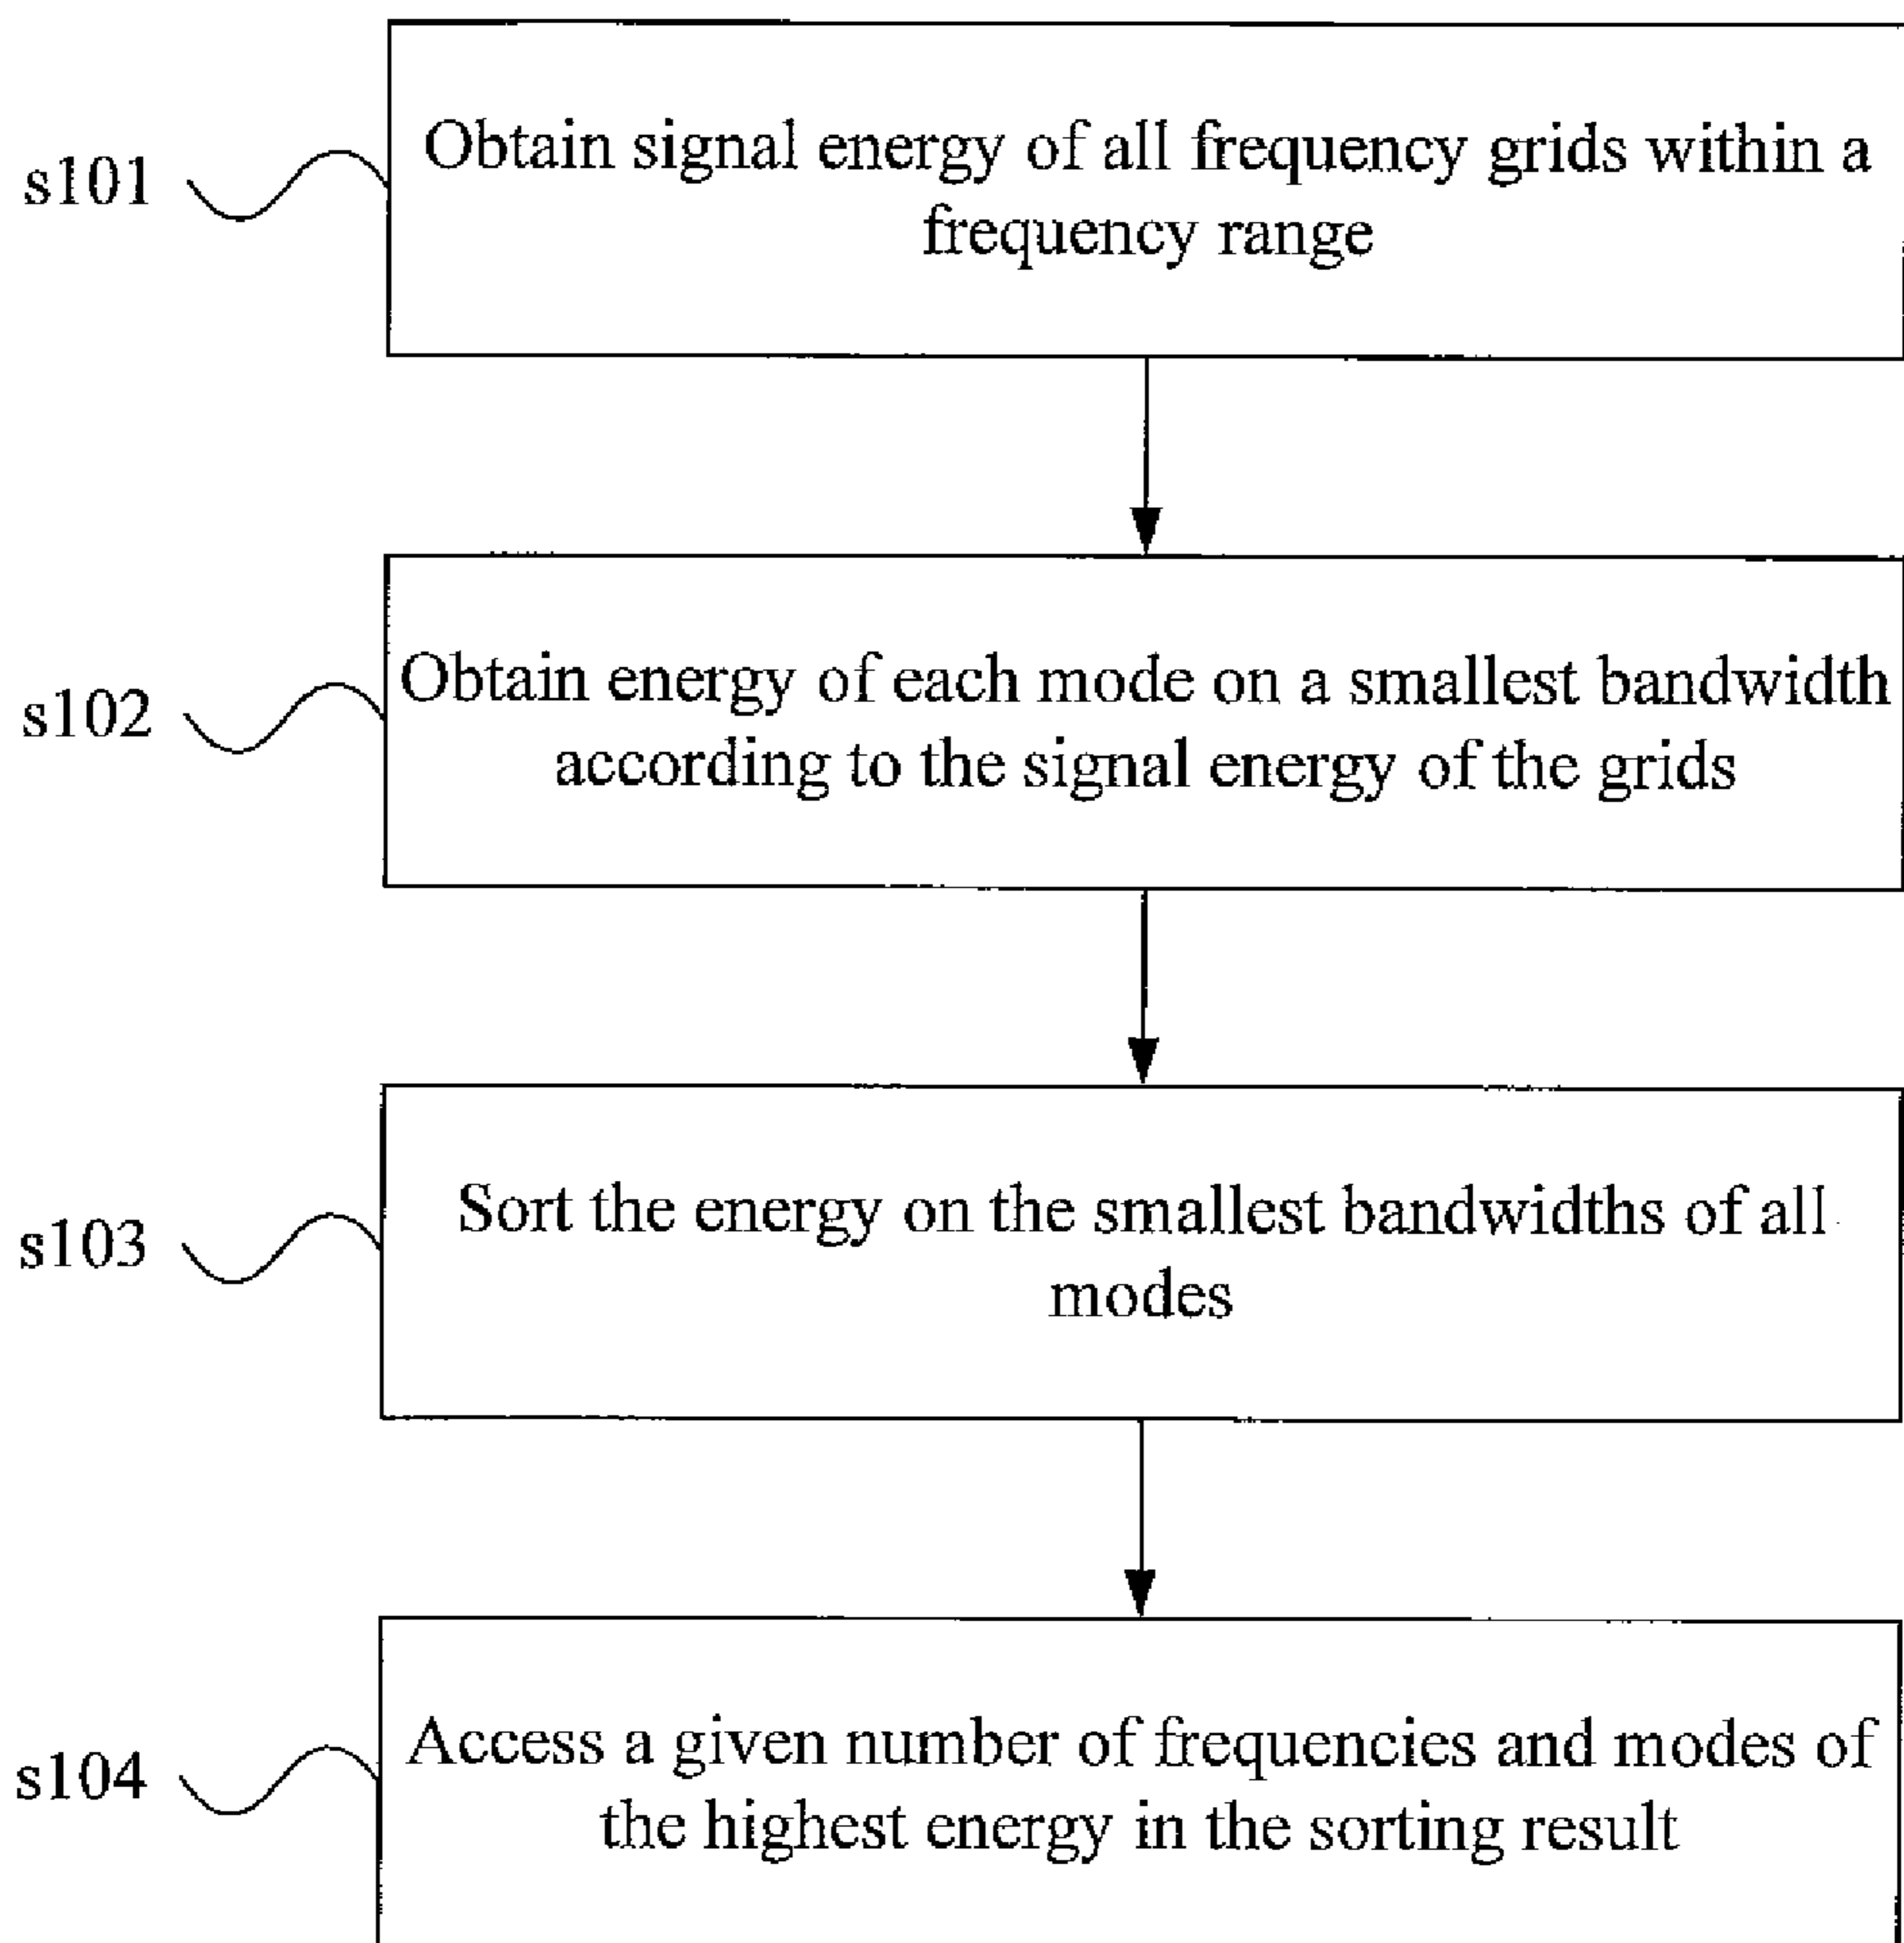 s101
Obtain signal energy of all frequency grids within a
frequency range
s102
Obtain energy of each mode on a smallest bandwidth
according to the signal energy of the grids
s103
Sort the energy on the smallest bandwidths of all
modes
s104
Access a given number of frequencies and modes of
the highest energy in the sorting result